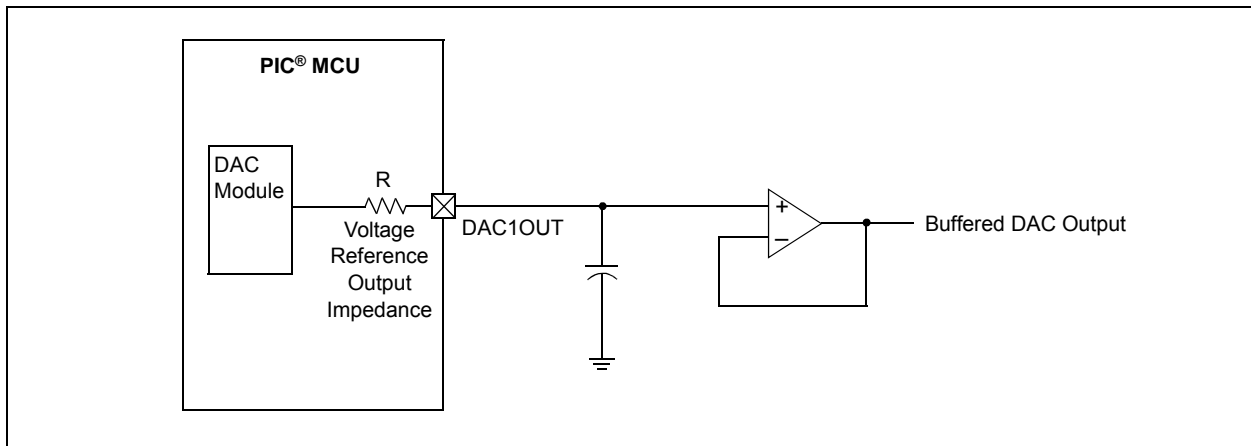 PIC® MCU
DAC
Module
R
Voltage
Reference
Output
Impedance
DAC1OUT
+
–
Buffered DAC Output